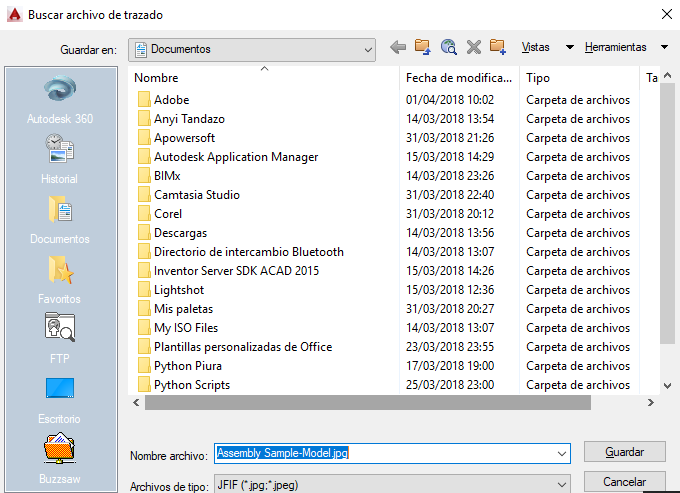 Buscar archivo de trazado
Guardar en: Documentos Vistas Herramientas
Nombre Fecha de modifica... Tipo Ta
Adobe 01/04/2018 10:02 Carpeta de archivos
Anyi Tandazo 14/03/2018 13:54 Carpeta de archivos
Apowersoft 31/03/2018 21:26 Carpeta de archivos
Autodesk Application Manager 15/03/2018 14:29 Carpeta de archivos
BIMx 14/03/2018 23:26 Carpeta de archivos
Camtasia Studio 31/03/2018 22:40 Carpeta de archivos
Corel 31/03/2018 20:12 Carpeta de archivos
Descargas 14/03/2018 13:56 Carpeta de archivos
Directorio de intercambio Bluetooth 14/03/2018 13:07 Carpeta de archivos
Inventor Server SDK ACAD 2015 15/03/2018 14:26 Carpeta de archivos
Lightshot 15/03/2018 12:36 Carpeta de archivos
Mis paletas 31/03/2018 20:27 Carpeta de archivos
My ISO Files 14/03/2018 13:07 Carpeta de archivos
Plantillas personalizadas de Office 23/03/2018 23:55 Carpeta de archivos
Python Piura 17/03/2018 19:00 Carpeta de archivos
Python Scripts 25/03/2018 23:00 Carpeta de archivos
Autodesk 360
Historial
Documentos
Favoritos
FTP
Escritorio
Buzzsaw
Nombre archivo: Assembly Sample-Model.jpg Guardar
Archivos de tipo: JFIF (*.jpg;*.jpeg) Cancelar